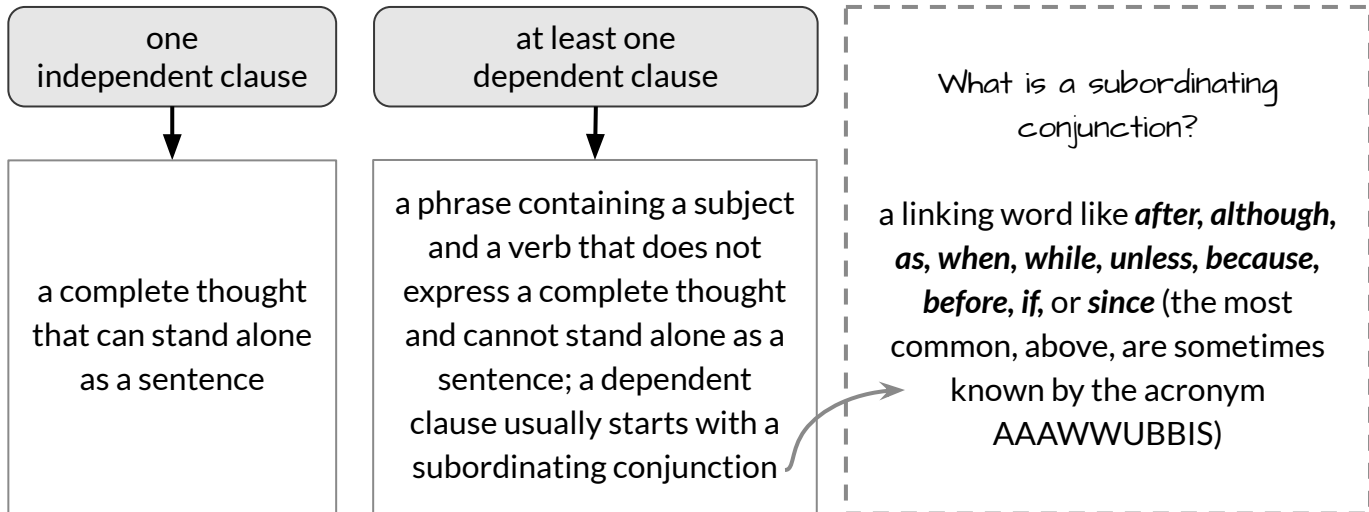 one
independent clause
a complete thought
that can stand alone
as a sentence
at least one
dependent clause
a phrase containing a subject
and a verb that does not
express a complete thought
and cannot stand alone as a
sentence; a dependent
clause usually starts with a
subordinating conjunction
What is a subordinating
conjunction?
a linking word like after, although,
as, when, while, unless, because,
before, if, or since (the most
common, above, are sometimes
known by the acronym
AAAWWUBBIS)